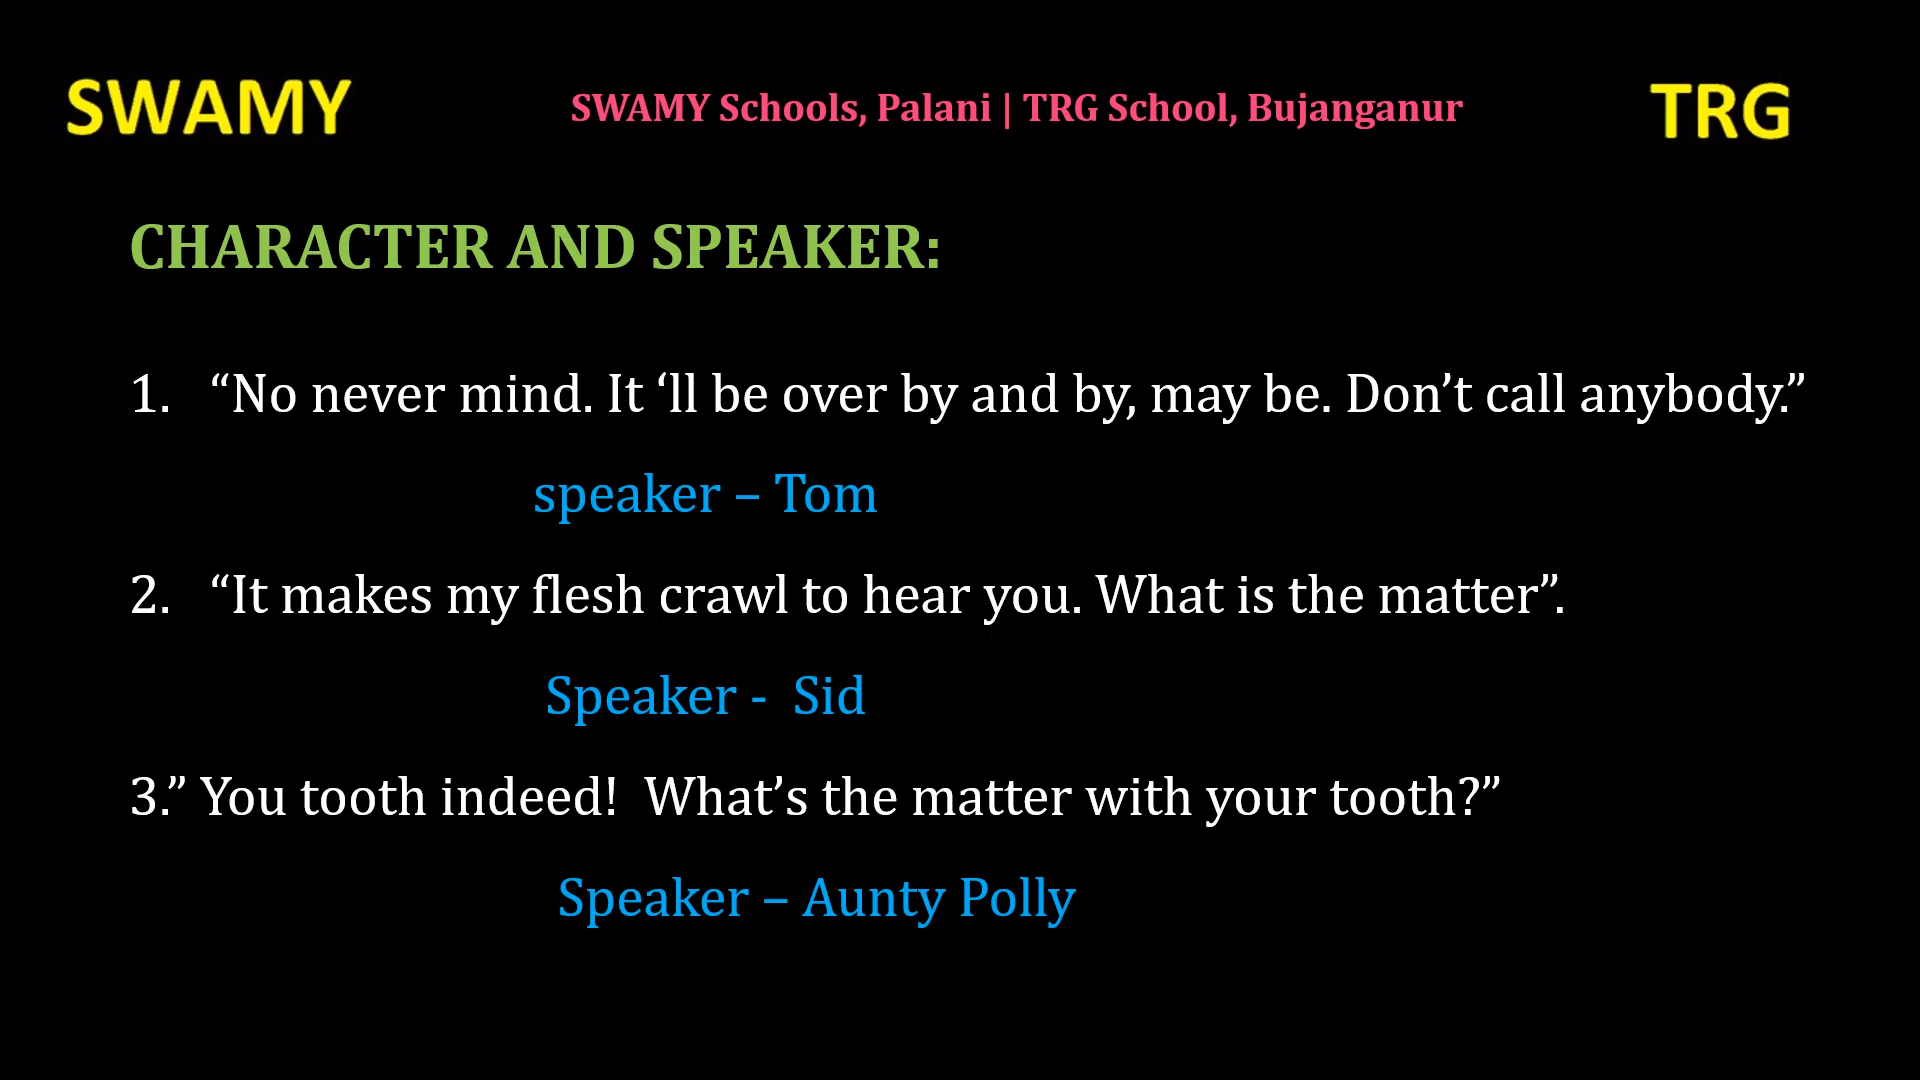 SWAMY
SWAMY Schools, Palani | TRG School, Bujanganur
TRG
CHARACTER AND SPEAKER:
1. “No never mind. It ‘ll be over by and by, may be. Don’t call anybody.”
speaker – Tom
2. “It makes my flesh crawl to hear you. What is the matter”.
Speaker - Sid
3.” You tooth indeed! What’s the matter with your tooth?”
Speaker – Aunty Polly